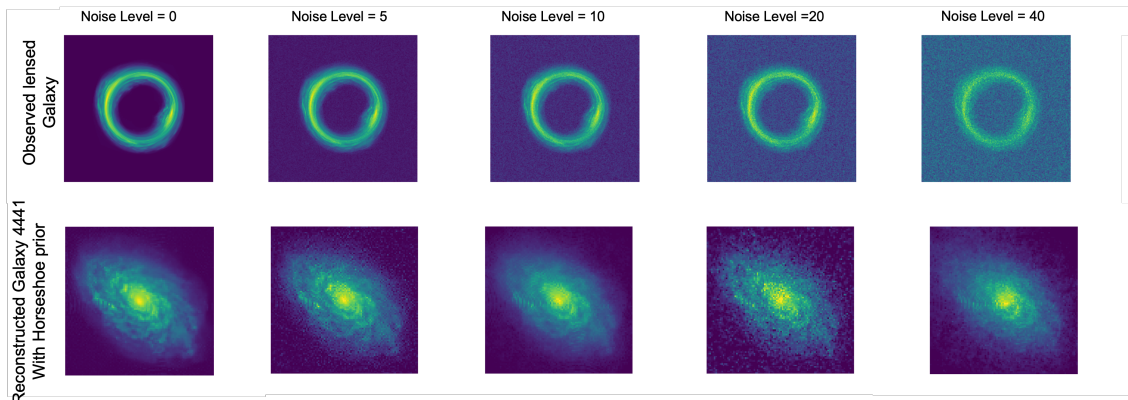 Noise Level = 0
Noise Level = 5
Noise Level = 10
Noise Level =20
Noise Level = 40
Observed lensed
Galaxy
Reconstructed Galaxy 4441
With Horseshoe prior